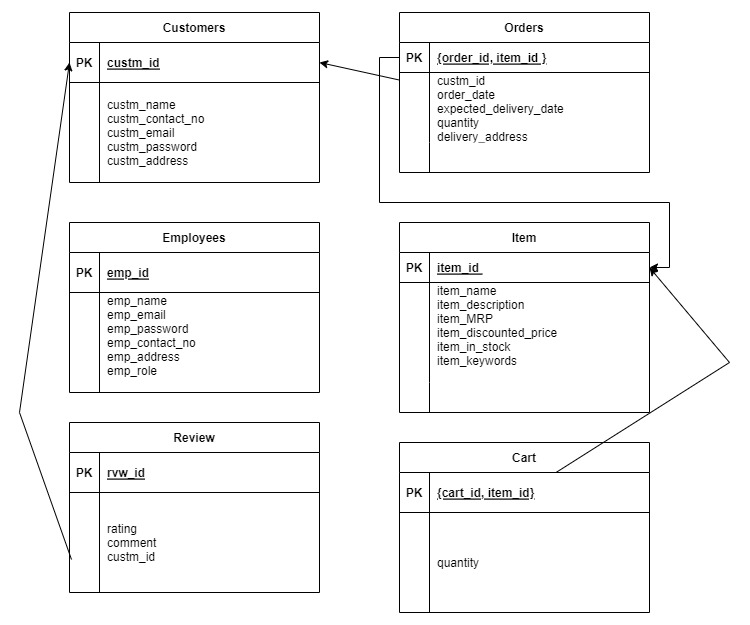 Customers
PK custm_id
custm_name
custm_contact_no
custm_email
custm_password
custm_address
Orders
PK {order_id, item_id }
custm_id
order_date
expected_delivery_date
quantity
delivery_address
Employees
PK emp_id
emp_name
emp_email
emp_password
emp_contact_no
emp_address
emp_role
Item
PK item_id
item_name
item_description
item_MRP
item_discounted_price
item_in_stock
item_keywords
Review
PK rvw_id
rating
comment
custm_id
Cart
PK {cart_id, item_id}
quantity